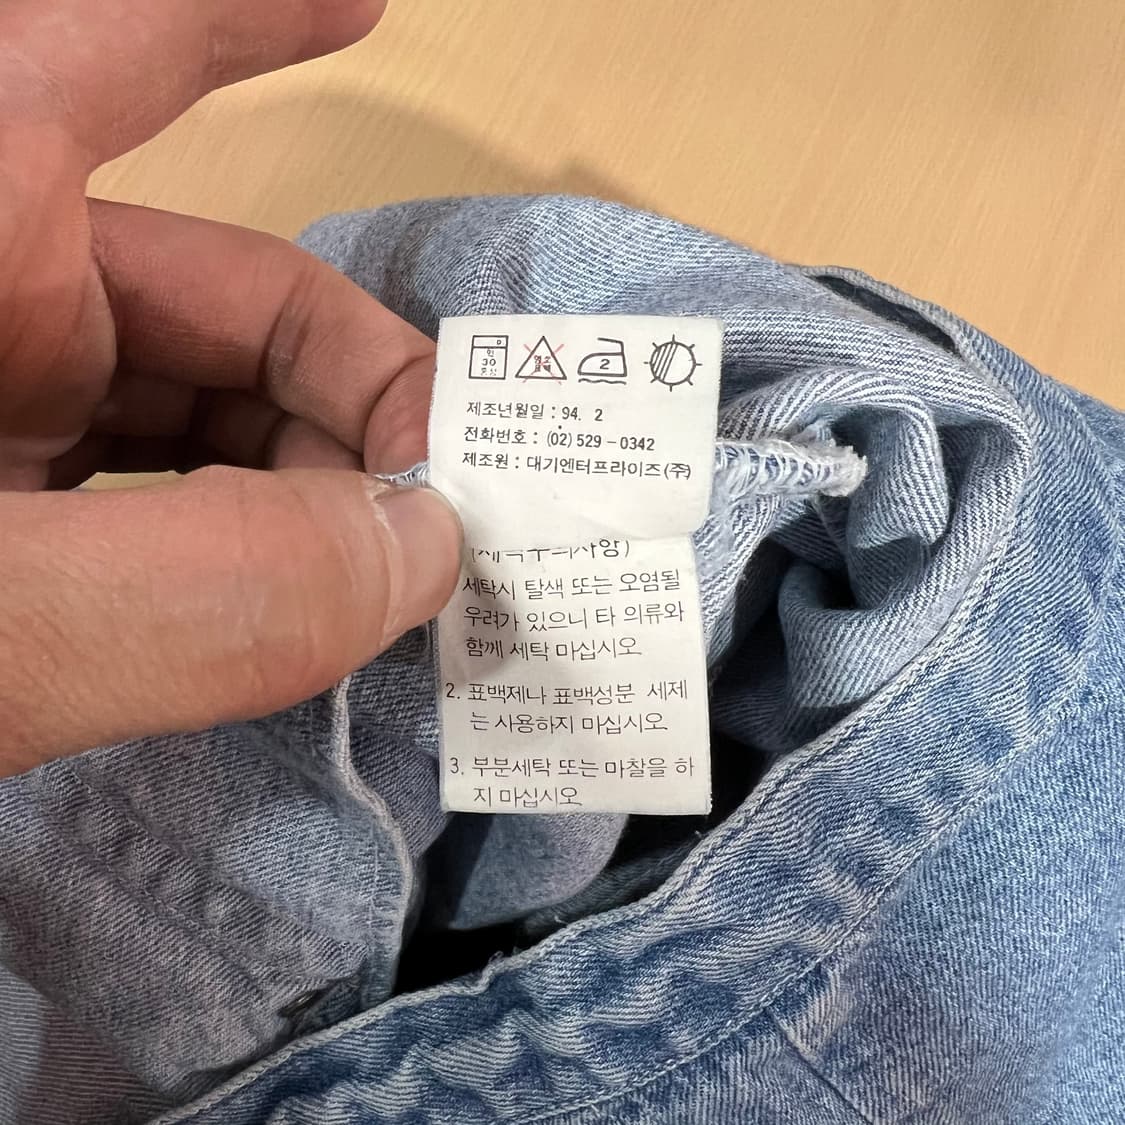 30
2
제조년월일 : 94. 2
전화번호 : (02) 529-0342
제조원 : 대기엔터프라이즈(주)
세탁시 탈색 또는 오염될
우려가 있으니 타 의류와
함께 세탁 마십시오
2. 표백제나 표백성분 세제
는 사용하지 마십시오
3. 부분세탁 또는 마찰을 하
지 마십시오